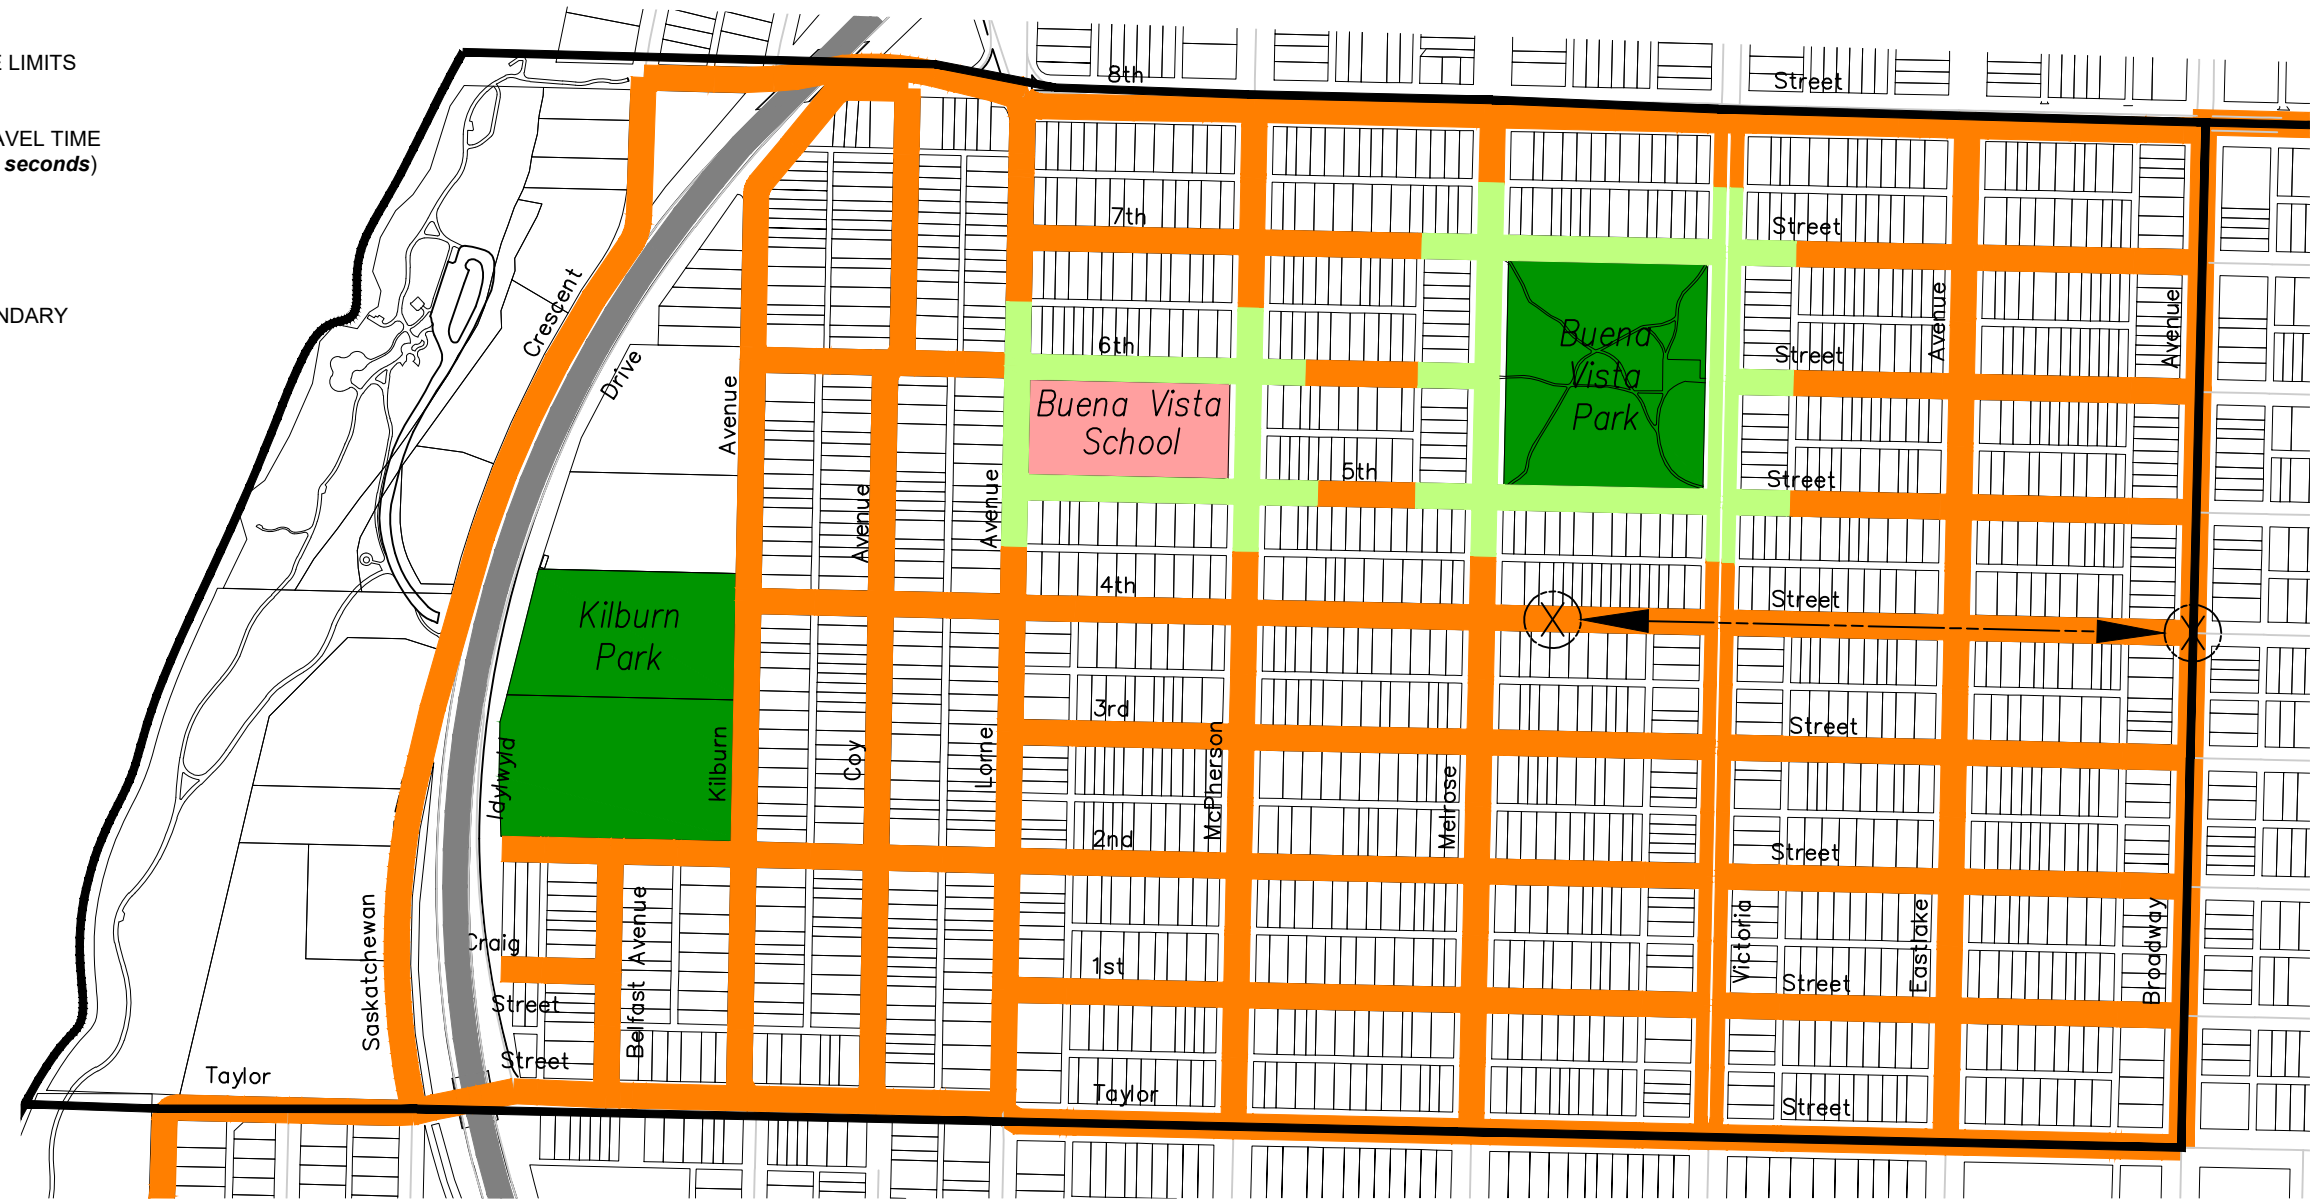 E LIMITS
AVEL TIME
seconds)
NDARY
8th
Street
7th
Street
Crescent
Avenue
Avenue
6th
Street
Buena
Vista
Park
Drive
Avenue
Buena Vista
School
5th
Street
Avenue
Avenue
4th
Street
X
X
Kilburn
Park
3rd
Street
Idylwyld
Kilburn
Coy
Lorne
McPherson
Melrose
2nd
Street
Saskatchewan
Belfast Avenue
Craig
Street
Victoria
Eastlake
Broadway
1st
Street
Street
Taylor
Taylor
Street